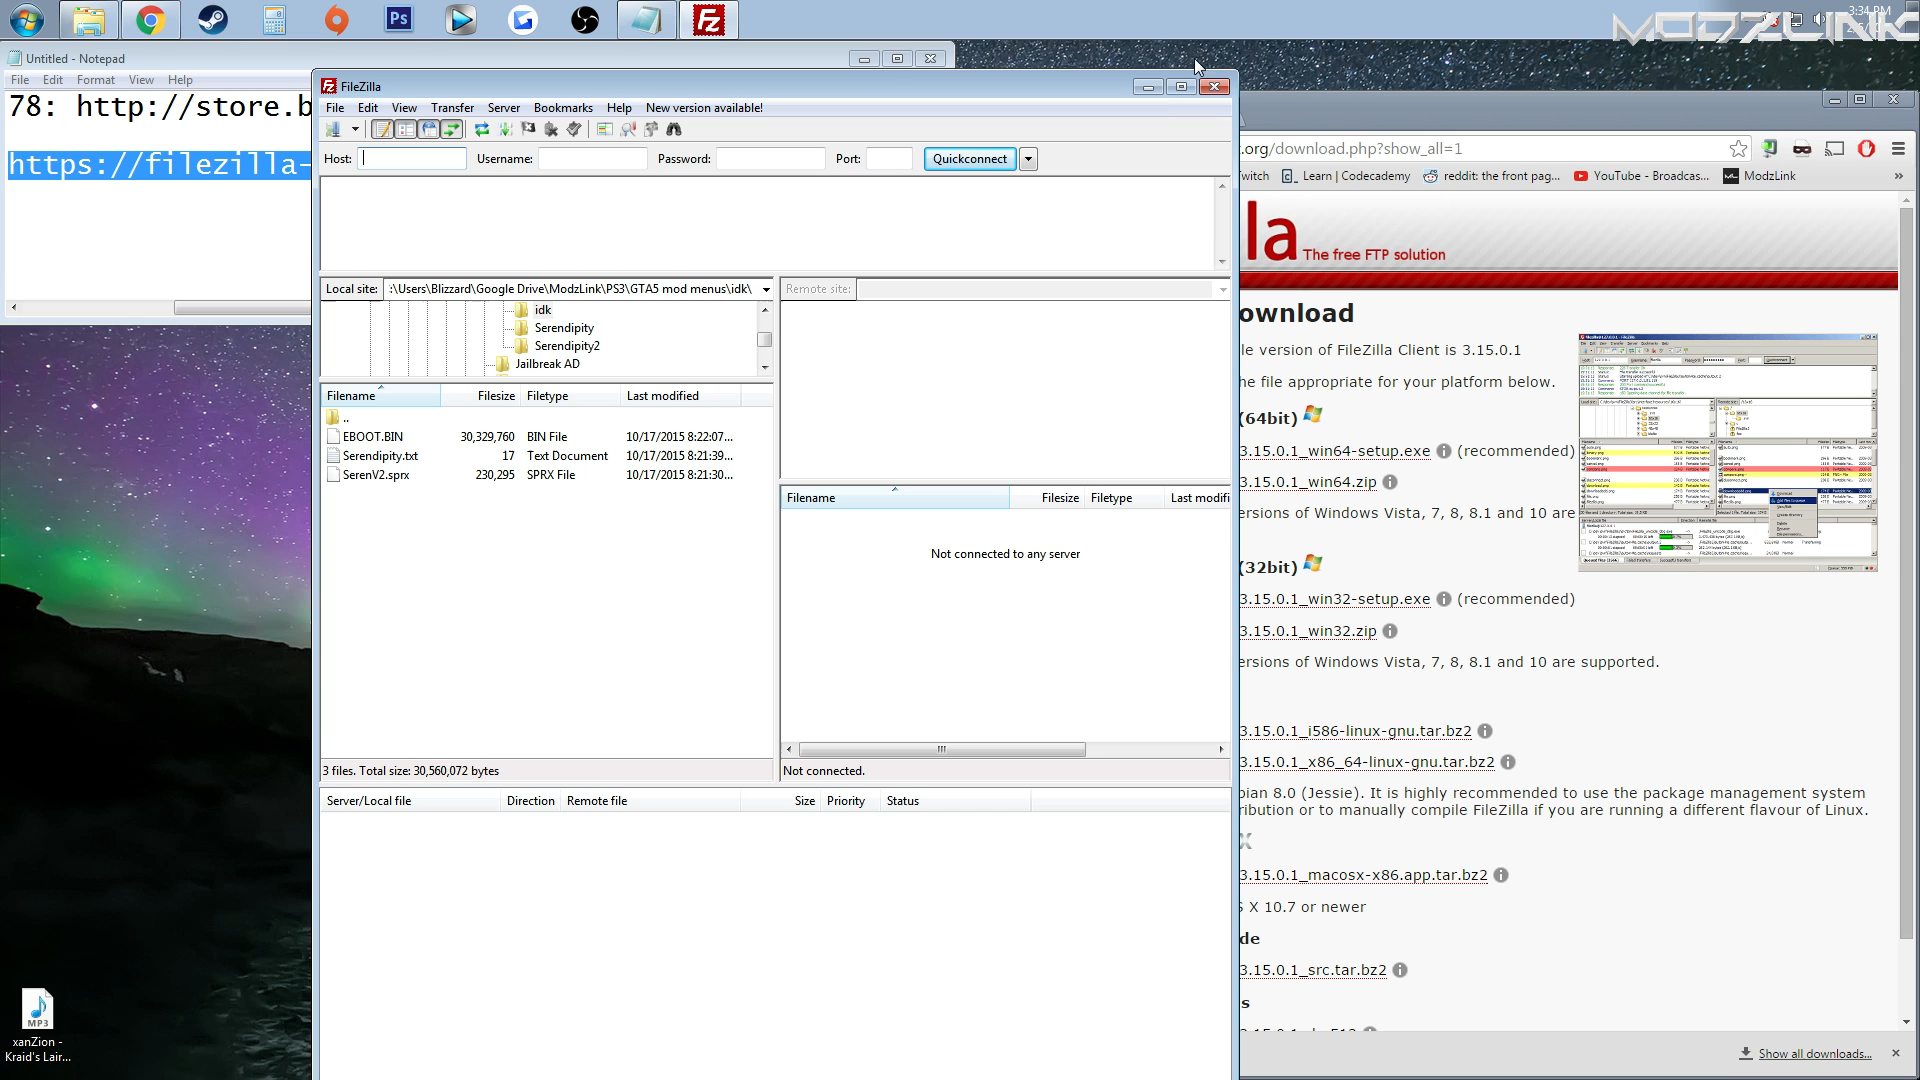 Ps
3:34 PM
MODZLINK
Untitled - Notepad
File Edit Format View Help
78: http://store.b
https://filezilla-
FileZilla
File Edit View Transfer Server Bookmarks Help New version available!
Host: Username: Password: Port: Quickconnect
Local site: :\Users\Blizzard\Google Drive\ModzLink\PS3\GTA5 mod menus\idk\
Remote site:
idk
Serendipity
Serendipity2
Jailbreak AD
Filename Filesize Filetype Last modified
..
EBOOT.BIN 30,329,760 BIN File 10/17/2015 8:22:07...
Serendipity.txt 17 Text Document 10/17/2015 8:21:39...
SerenV2.sprx 230,295 SPRX File 10/17/2015 8:21:30...
3 files. Total size: 30,560,072 bytes
Filename Filesize Filetype Last modifi
Not connected to any server
Not connected.
Server/Local file Direction Remote file Size Priority Status
.org/download.php?show_all=1
witch Learn | Codecademy reddit: the front pag... YouTube - Broadcas... ModzLink »
la The free FTP solution
ownload
le version of FileZilla Client is 3.15.0.1
he file appropriate for your platform below.
(64bit)
3.15.0.1_win64-setup.exe (recommended)
3.15.0.1_win64.zip
ersions of Windows Vista, 7, 8, 8.1 and 10 are
(32bit)
3.15.0.1_win32-setup.exe (recommended)
3.15.0.1_win32.zip
ersions of Windows Vista, 7, 8, 8.1 and 10 are supported.
3.15.0.1_i586-linux-gnu.tar.bz2
3.15.0.1_x86_64-linux-gnu.tar.bz2
bian 8.0 (Jessie). It is highly recommended to use the package management system
ribution or to manually compile FileZilla if you are running a different flavour of Linux.
X
3.15.0.1_macosx-x86.app.tar.bz2
S X 10.7 or newer
de
3.15.0.1_src.tar.bz2
s
Show all downloads...
MP3
xanZion -
Kraid's Lair...